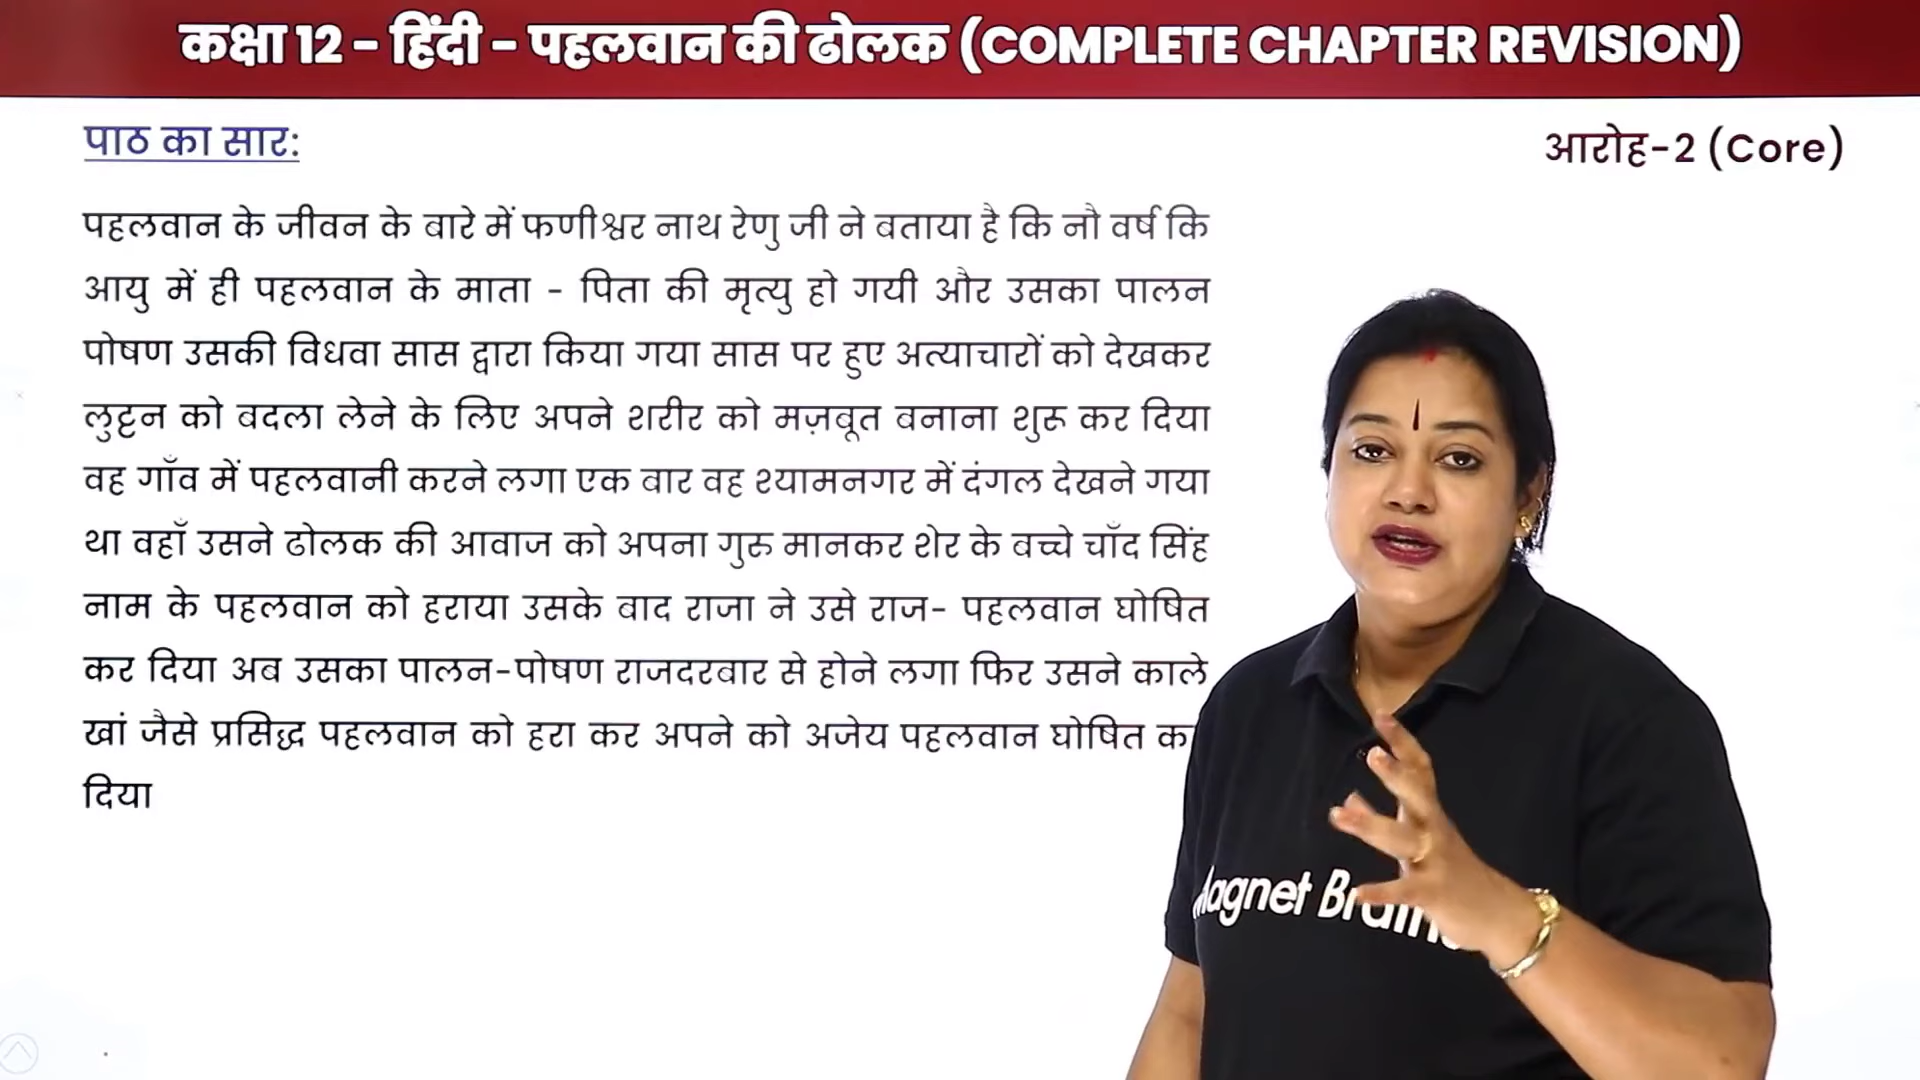 कक्षा 12 - हिंदी - पहलवान की ढोलक (COMPLETE CHAPTER REVISION)
पाठ का सार:
आरोह-2 (Core)
पहलवान के जीवन के बारे में फणीश्वर नाथ रेणु जी ने बताया है कि नौ वर्ष कि
आयु में ही पहलवान के माता - पिता की मृत्यु हो गयी और उसका पालन
पोषण उसकी विधवा सास द्वारा किया गया सास पर हुए अत्याचारों को देखकर
लुट्टन को बदला लेने के लिए अपने शरीर को मज़बूत बनाना शुरू कर दिया
वह गाँव में पहलवानी करने लगा एक बार वह श्यामनगर में दंगल देखने गया
था वहाँ उसने ढोलक की आवाज को अपना गुरु मानकर शेर के बच्चे चाँद सिंह
नाम के पहलवान को हराया उसके बाद राजा ने उसे राज- पहलवान घोषित
कर दिया अब उसका पालन-पोषण राजदरबार से होने लगा फिर उसने काले
खां जैसे प्रसिद्ध पहलवान को हरा कर अपने को अजेय पहलवान घोषित क
दिया
agnet Brain